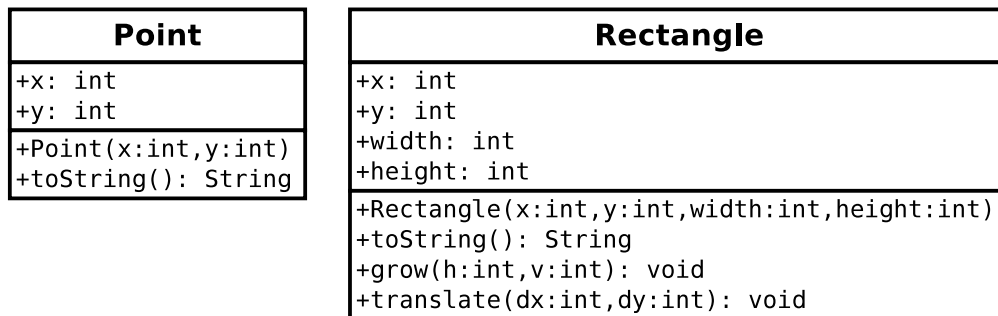 Point
+x: int
+y: int
+Point(x:int,y:int)
+toString(): String
Rectangle
+x: int
+y: int
+width: int
+height: int
+Rectangle(x:int,y:int,width:int,height:int)
+toString(): String
+grow(h:int,v:int): void
+translate(dx:int,dy:int): void